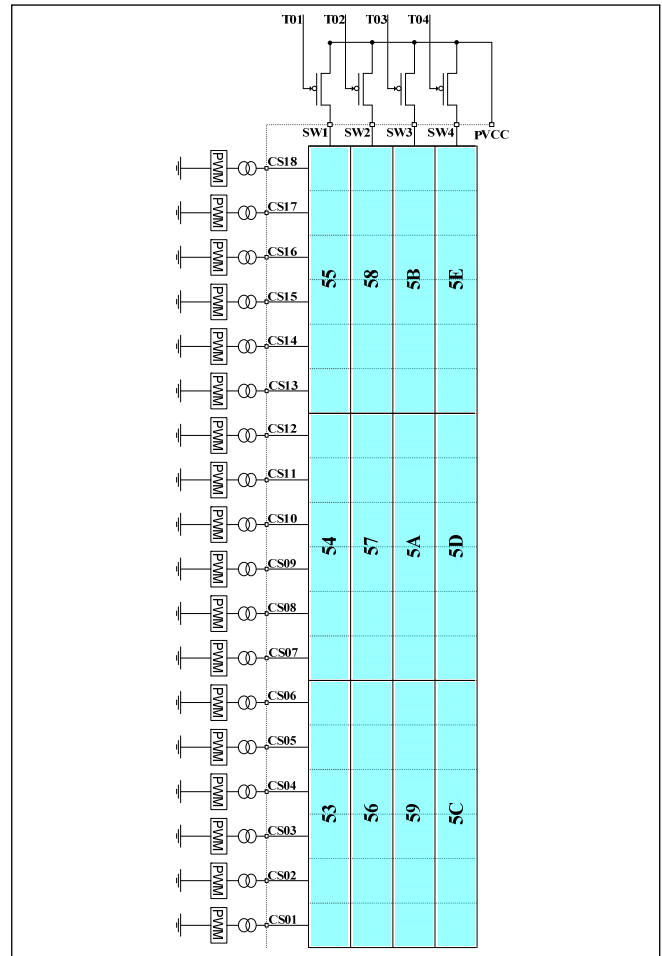 T01 T02 T03 T04
SW1 SW2 SW3 SW4 PVCC
PWM CS18
PWM CS17
PWM CS16
55 58 5B 5E
PWM CS15
PWM CS14
PWM CS13
PWM CS12
PWM CS11
PWM CS10
54 57 5A 5D
PWM CS09
PWM CS08
PWM CS07
PWM CS06
PWM CS05
PWM CS04
53 56 59 5C
PWM CS03
PWM CS02
PWM CS01